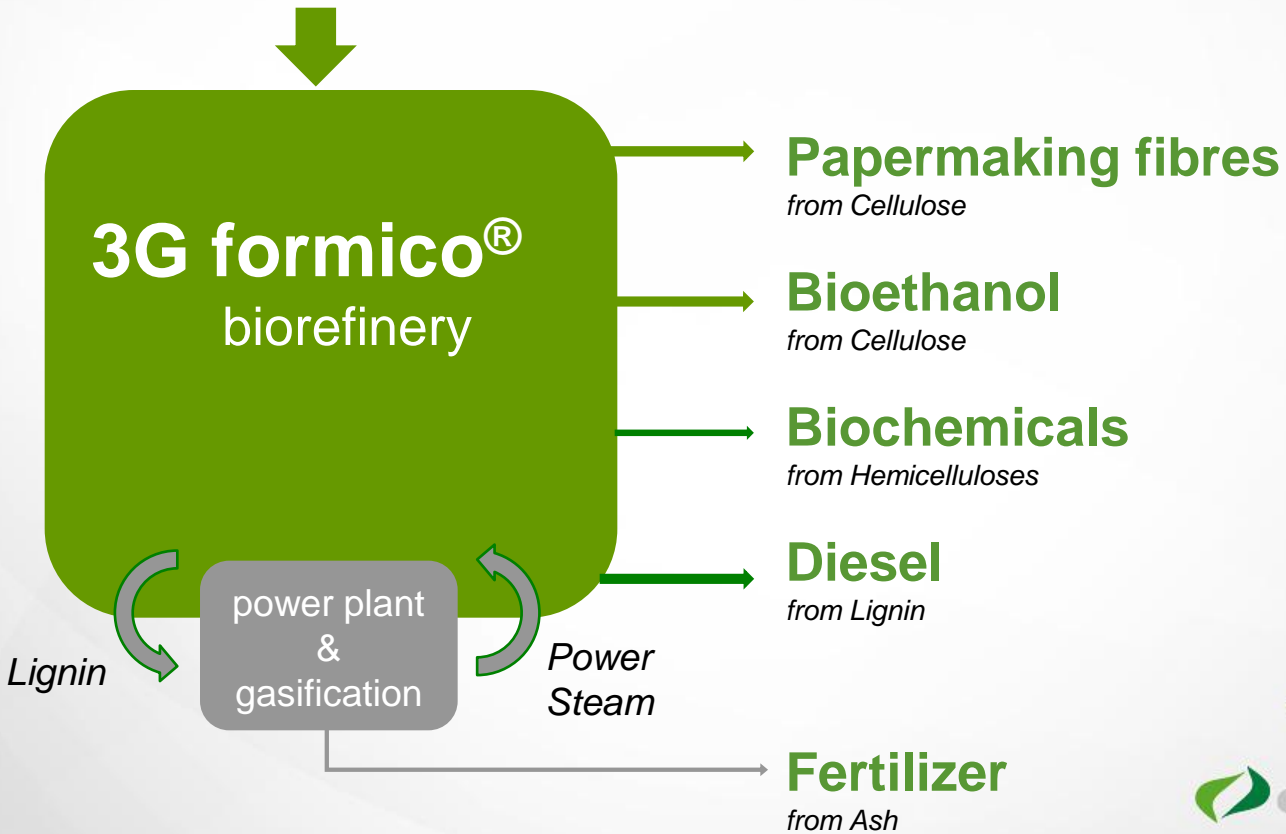 3G formico®
biorefinery
Papermaking fibres
from Cellulose
Bioethanol
from Cellulose
Biochemicals
from Hemicelluloses
Diesel
from Lignin
power plant
&
gasification
Lignin
Power
Steam
Fertilizer
from Ash